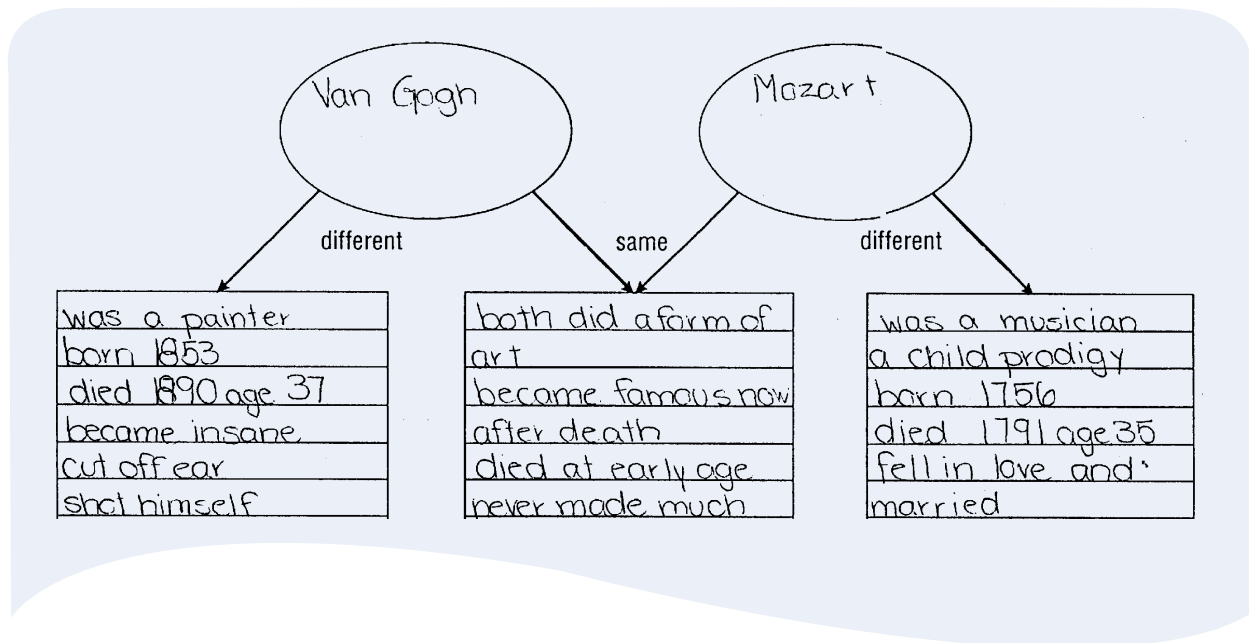 Van Gogh
Mozart
different
same
different
was a painter
born 1853
died 1890 age 37
became insane
cut off ear
shot himself
both did a form of
art
became famous now
after death
died at early age
never made much
was a musician
a child prodigy
born 1756
died 1791 age 35
fell in love and
married